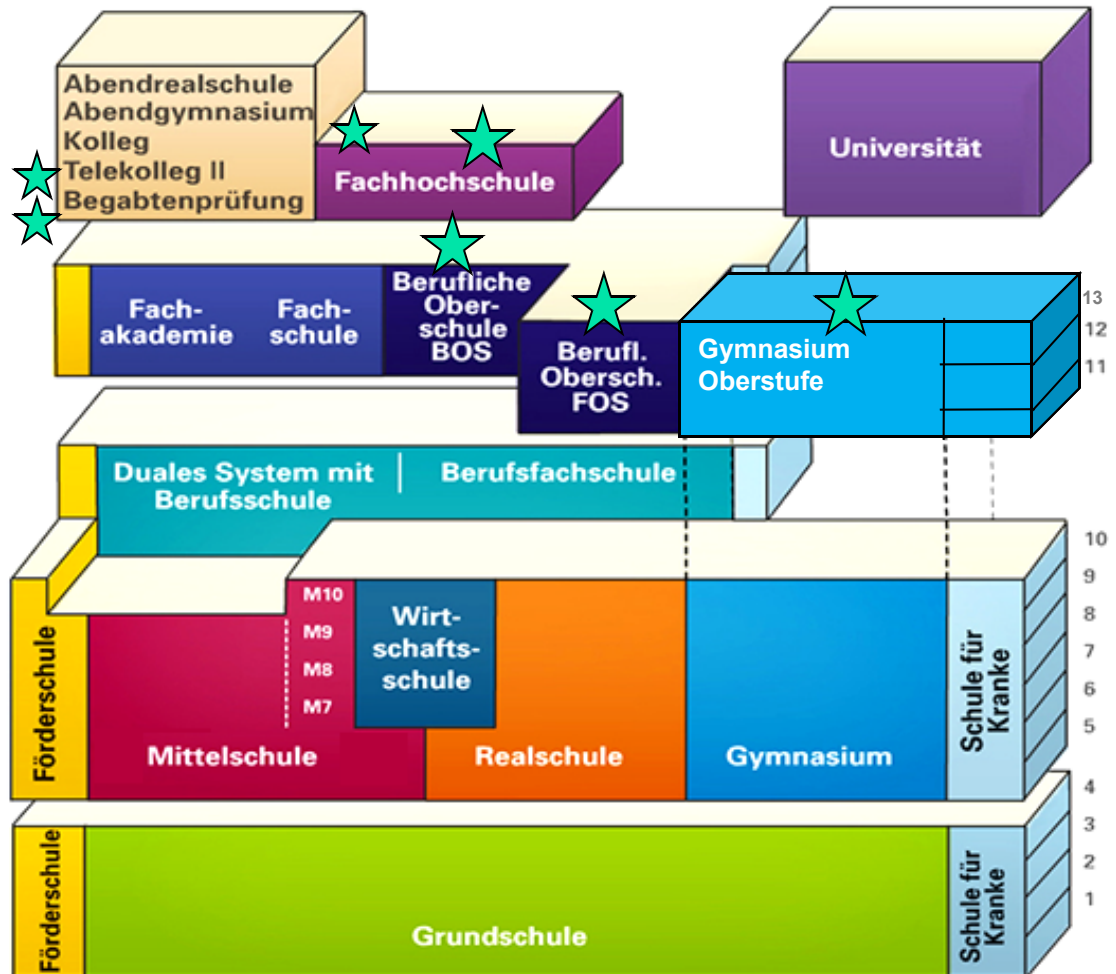 Abendrealschule
Abendgymnasium
Kolleg
Telekolleg II
Begabtenprüfung
Fachhochschule
Universität
Fach-
akademie
Fach-
schule
Berufliche
Ober-
schule
BOS
Berufl.
Obersch.
FOS
Gymnasium
Oberstufe
13
12
11
Duales System mit
Berufsschule
Berufsfachschule
10
9
8
7
6
5
Förderschule
Mittelschule
M10
M9
M8
M7
Wirt-
schafts-
schule
Realschule
Gymnasium
Schule für
Kranke
4
3
2
1
Förderschule
Grundschule
Schule für
Kranke